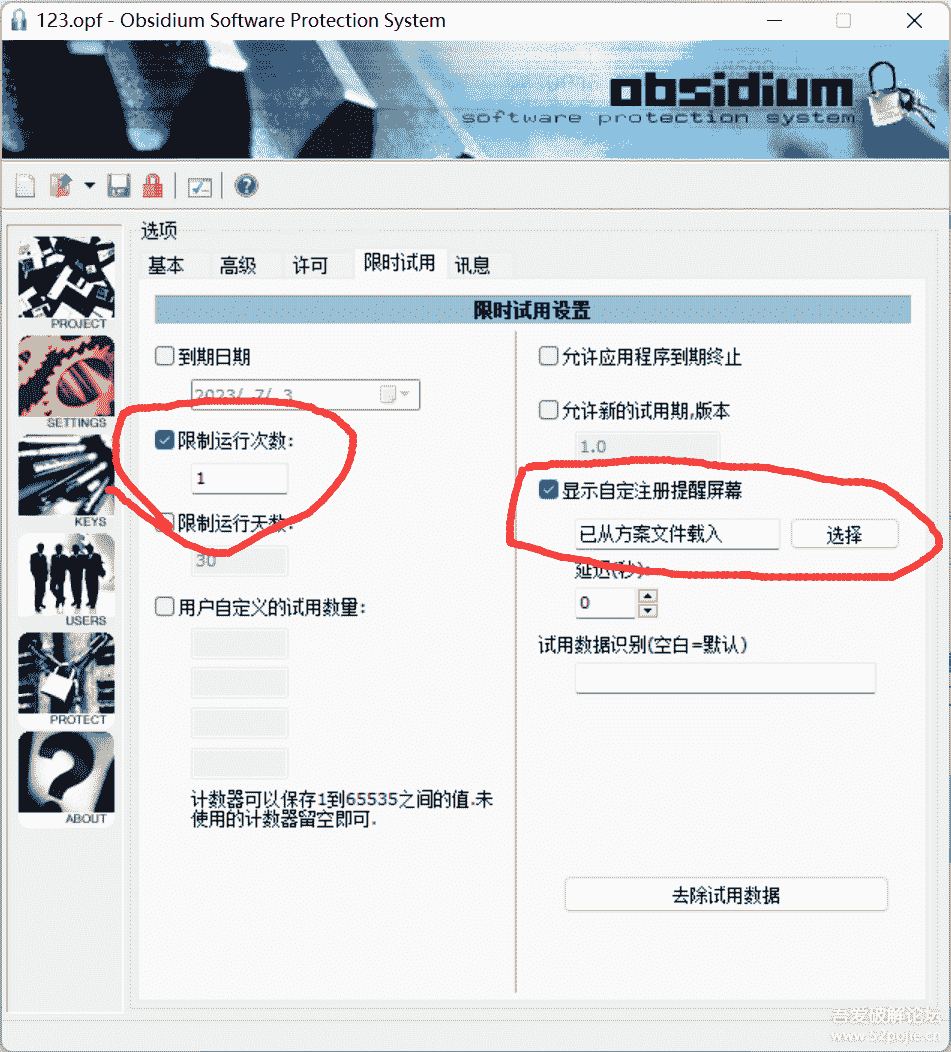 123.opf - Obsidium Software Protection System
obsidium
software protection system
选项
基本 高级 许可 限时试用 讯息
限时试用设置
PROJECT
SETTINGS
KEYS
USERS
PROTECT
ABOUT
到期日期
2023/ 7/ 3
限制运行次数:
1
限制运行天数:
30
用户自定义的试用数量:
计数器可以保存1到65535之间的值.未
使用的计数器留空即可.
允许应用程序到期终止
允许新的试用期,版本
1.0
显示自定注册提醒屏幕
已从方案文件载入 选择
延迟(秒):
0
试用数据识别(空白=默认)
去除试用数据
吾爱破解论坛
www.52pojie.cn